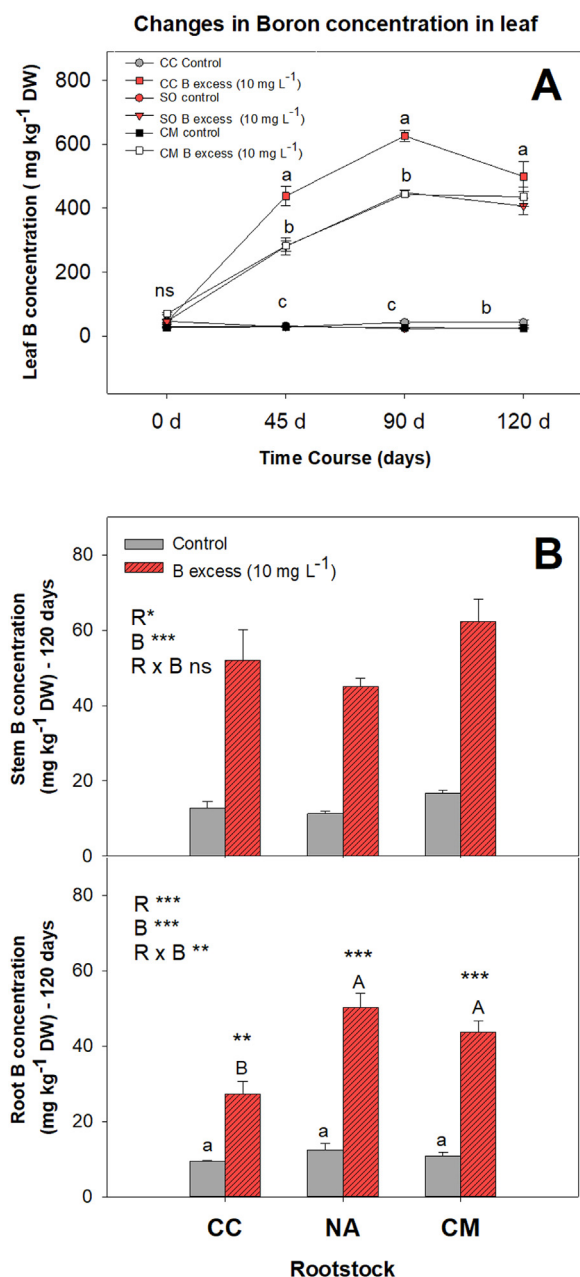 Changes in Boron concentration in leaf
A
CC Control
CC B excess (10 mg L⁻¹)
SO control
SO B excess (10 mg L⁻¹)
CM control
CM B excess (10 mg L⁻¹)
Leaf B concentration ( mg kg⁻¹ DW)
800
600
400
200
0
a
a
a
b
b
ns
c
c
b
0 d 45 d 90 d 120 d
Time Course (days)
B
Control
B excess (10 mg L⁻¹)
R*
B ***
R x B ns
Stem B concentration
(mg kg⁻¹ DW) - 120 days
80
60
40
20
0
R ***
B ***
R x B **
Root B concentration
(mg kg⁻¹ DW) - 120 days
80
60
40
20
0
a
**
B
a
***
A
a
***
A
CC NA CM
Rootstock